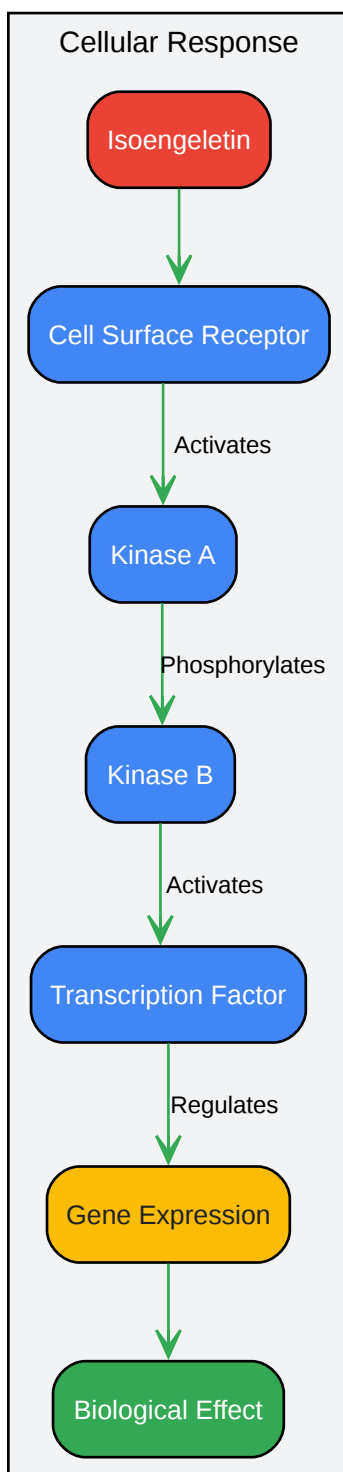 Cellular Response
Isoengeletin
Cell Surface Receptor
Activates
Kinase A
Phosphorylates
Kinase B
Activates
Transcription Factor
Regulates
Gene Expression
Biological Effect